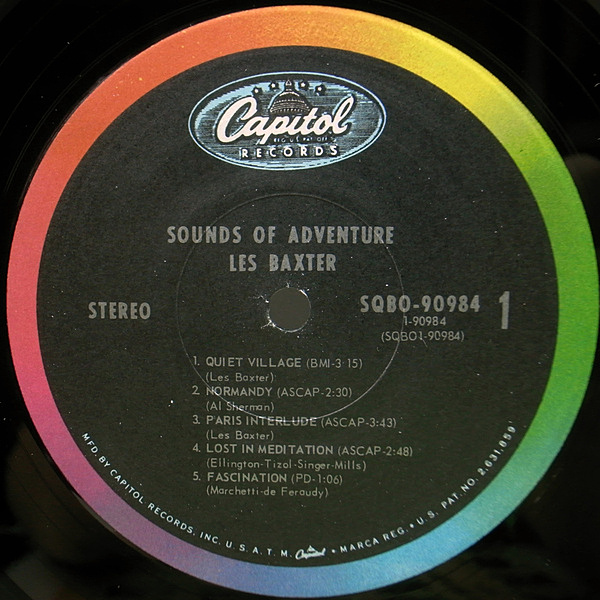 Capitol
REG. U.S. PAT. OFF.
RECORDS
SOUNDS OF ADVENTURE
LES BAXTER
STEREO
SQBO-90984 1
1-90984
(SQBO1-90984)
1. QUIET VILLAGE (BMI-3:15)
(Les Baxter)
2. NORMANDY (ASCAP-2:30)
(Al Sherman)
3. PARIS INTERLUDE (ASCAP-3:43)
(Les Baxter)
4. LOST IN MEDITATION (ASCAP-2:48)
(Ellington-Tizol-Singer-Mills)
5. FASCINATION (PD-1:06)
(Marchetti-de Feraudy)
MFD. BY CAPITOL RECORDS, INC. U.S.A. T.M. Capitol • MARCA REG. • U.S. PAT. NO. 2,631,859